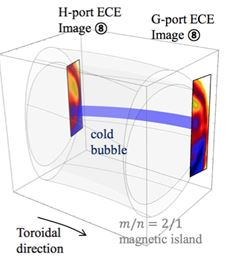 H-port ECE
Image ⑧
G-port ECE
Image ⑧
cold
bubble
m/n = 2/1
magnetic island
Toroidal
direction